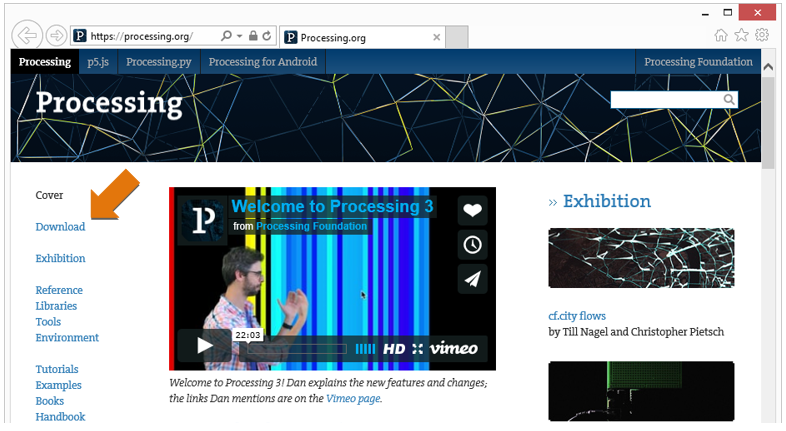 https://processing.org/
Processing.org
Processing
p5.js
Processing.py
Processing for Android
Processing Foundation
Processing
Cover
Download
Exhibition
Reference
Libraries
Tools
Environment
Tutorials
Examples
Books
Handbook
Welcome to Processing 3
from Processing Foundation
22:03
HD
vimeo
Welcome to Processing 3! Dan explains the new features and changes;
the links Dan mentions are on the Vimeo page.
» Exhibition
cf.city flows
by Till Nagel and Christopher Pietsch